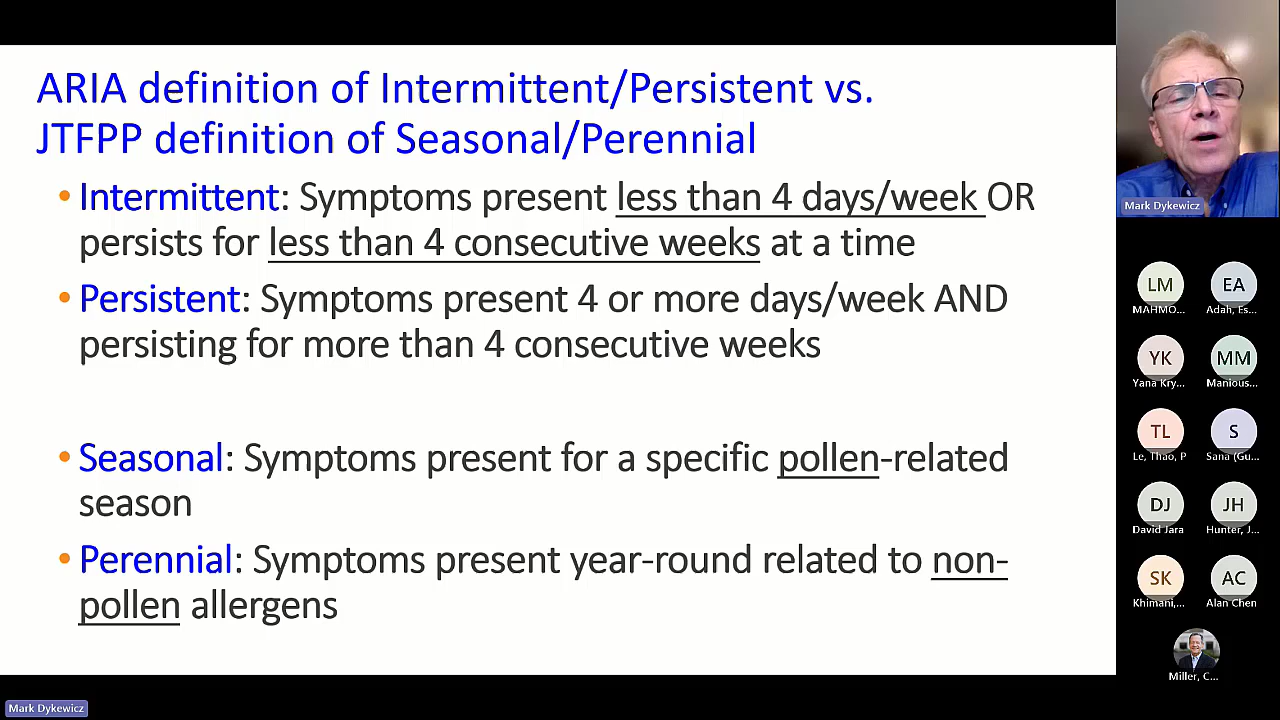 ARIA definition of Intermittent/Persistent vs.
JTFPP definition of Seasonal/Perennial
• Intermittent: Symptoms present less than 4 days/week OR
persists for less than 4 consecutive weeks at a time
• Persistent: Symptoms present 4 or more days/week AND
persisting for more than 4 consecutive weeks
• Seasonal: Symptoms present for a specific pollen-related
season
• Perennial: Symptoms present year-round related to non-
pollen allergens
Mark Dykewicz
LM
EA
MAHMO...
Adah, Es...
YK
MM
Yana Kry...
Manious...
TL
S
Le, Thao, P
Sana (Gu...
DJ
JH
David Jara
Hunter, J...
SK
AC
Khimani,...
Alan Chen
Miller, C...
Mark Dykewicz